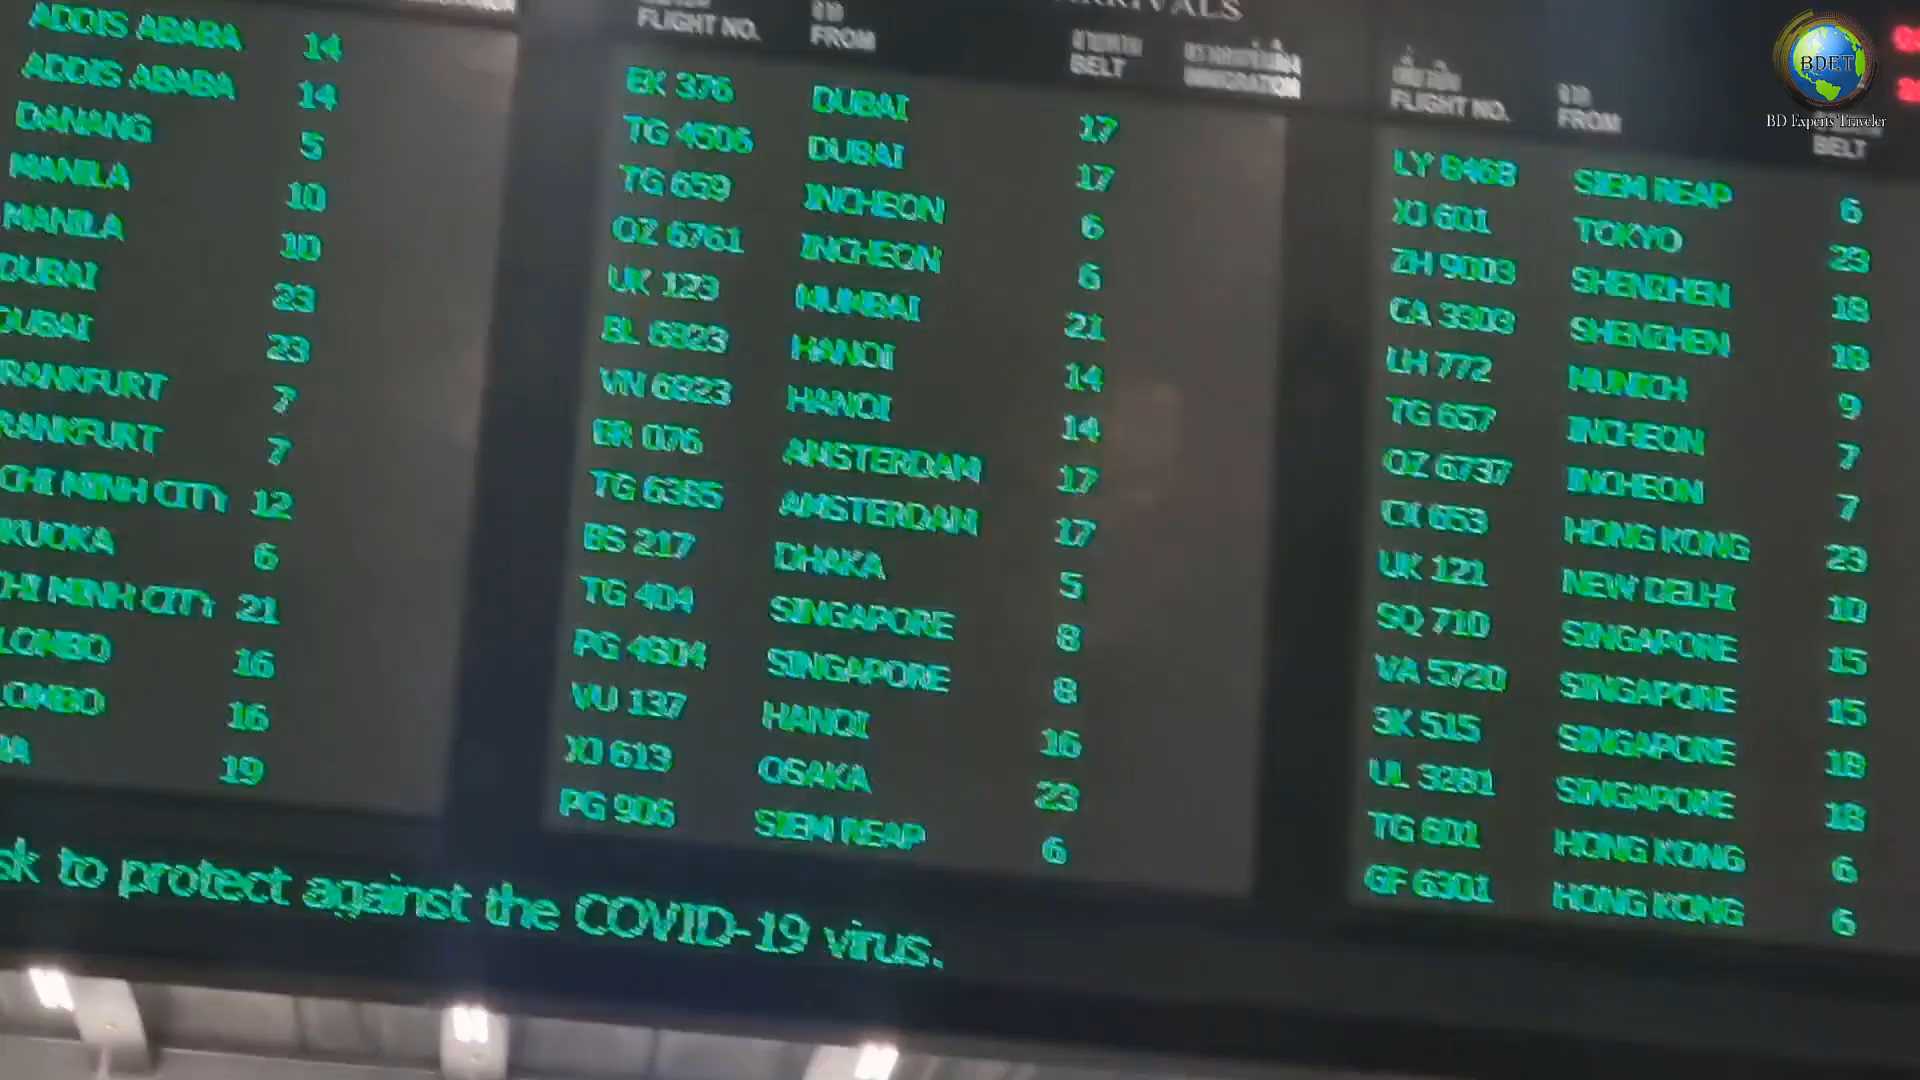 ARRIVALS
ADDIS ABABA 14
ADDIS ABABA 14
DANANG 5
MANILA 10
MANILA 10
DUBAI 23
DUBAI 23
RANKFURT 7
RANKFURT 7
CHI MINH CITY 12
KUOKA 6
HI MINH CITY 21
LOMBO 16
OMBO 16
19
FLIGHT NO. FROM BELT IMMIGRATION
EK 376 DUBAI 17
TG 4506 DUBAI 17
TG 659 INCHEON 6
OZ 6761 INCHEON 6
UK 123 MUMBAI 21
BL 6823 HANOI 14
VN 6823 HANOI 14
BR 076 AMSTERDAM 17
TG 6385 AMSTERDAM 17
BS 217 DHAKA 5
TG 404 SINGAPORE 8
PG 4804 SINGAPORE 8
VU 137 HANOI 16
XJ 613 OSAKA 23
PG 906 SIEM REAP 6
FLIGHT NO. FROM BELT
LY 8468 SIEM REAP 6
XJ 601 TOKYO 23
ZH 9003 SHENZHEN 18
CA 3303 SHENZHEN 18
LH 772 MUNICH 9
TG 657 INCHEON 7
OZ 6737 INCHEON 7
CX 653 HONG KONG 23
UK 121 NEW DELHI 10
SQ 710 SINGAPORE 15
VA 5720 SINGAPORE 15
3K 515 SINGAPORE 18
UL 3281 SINGAPORE 18
TG 601 HONG KONG 6
GF 6301 HONG KONG 6
sk to protect against the COVID-19 virus.
BDET
BD Experts Traveler